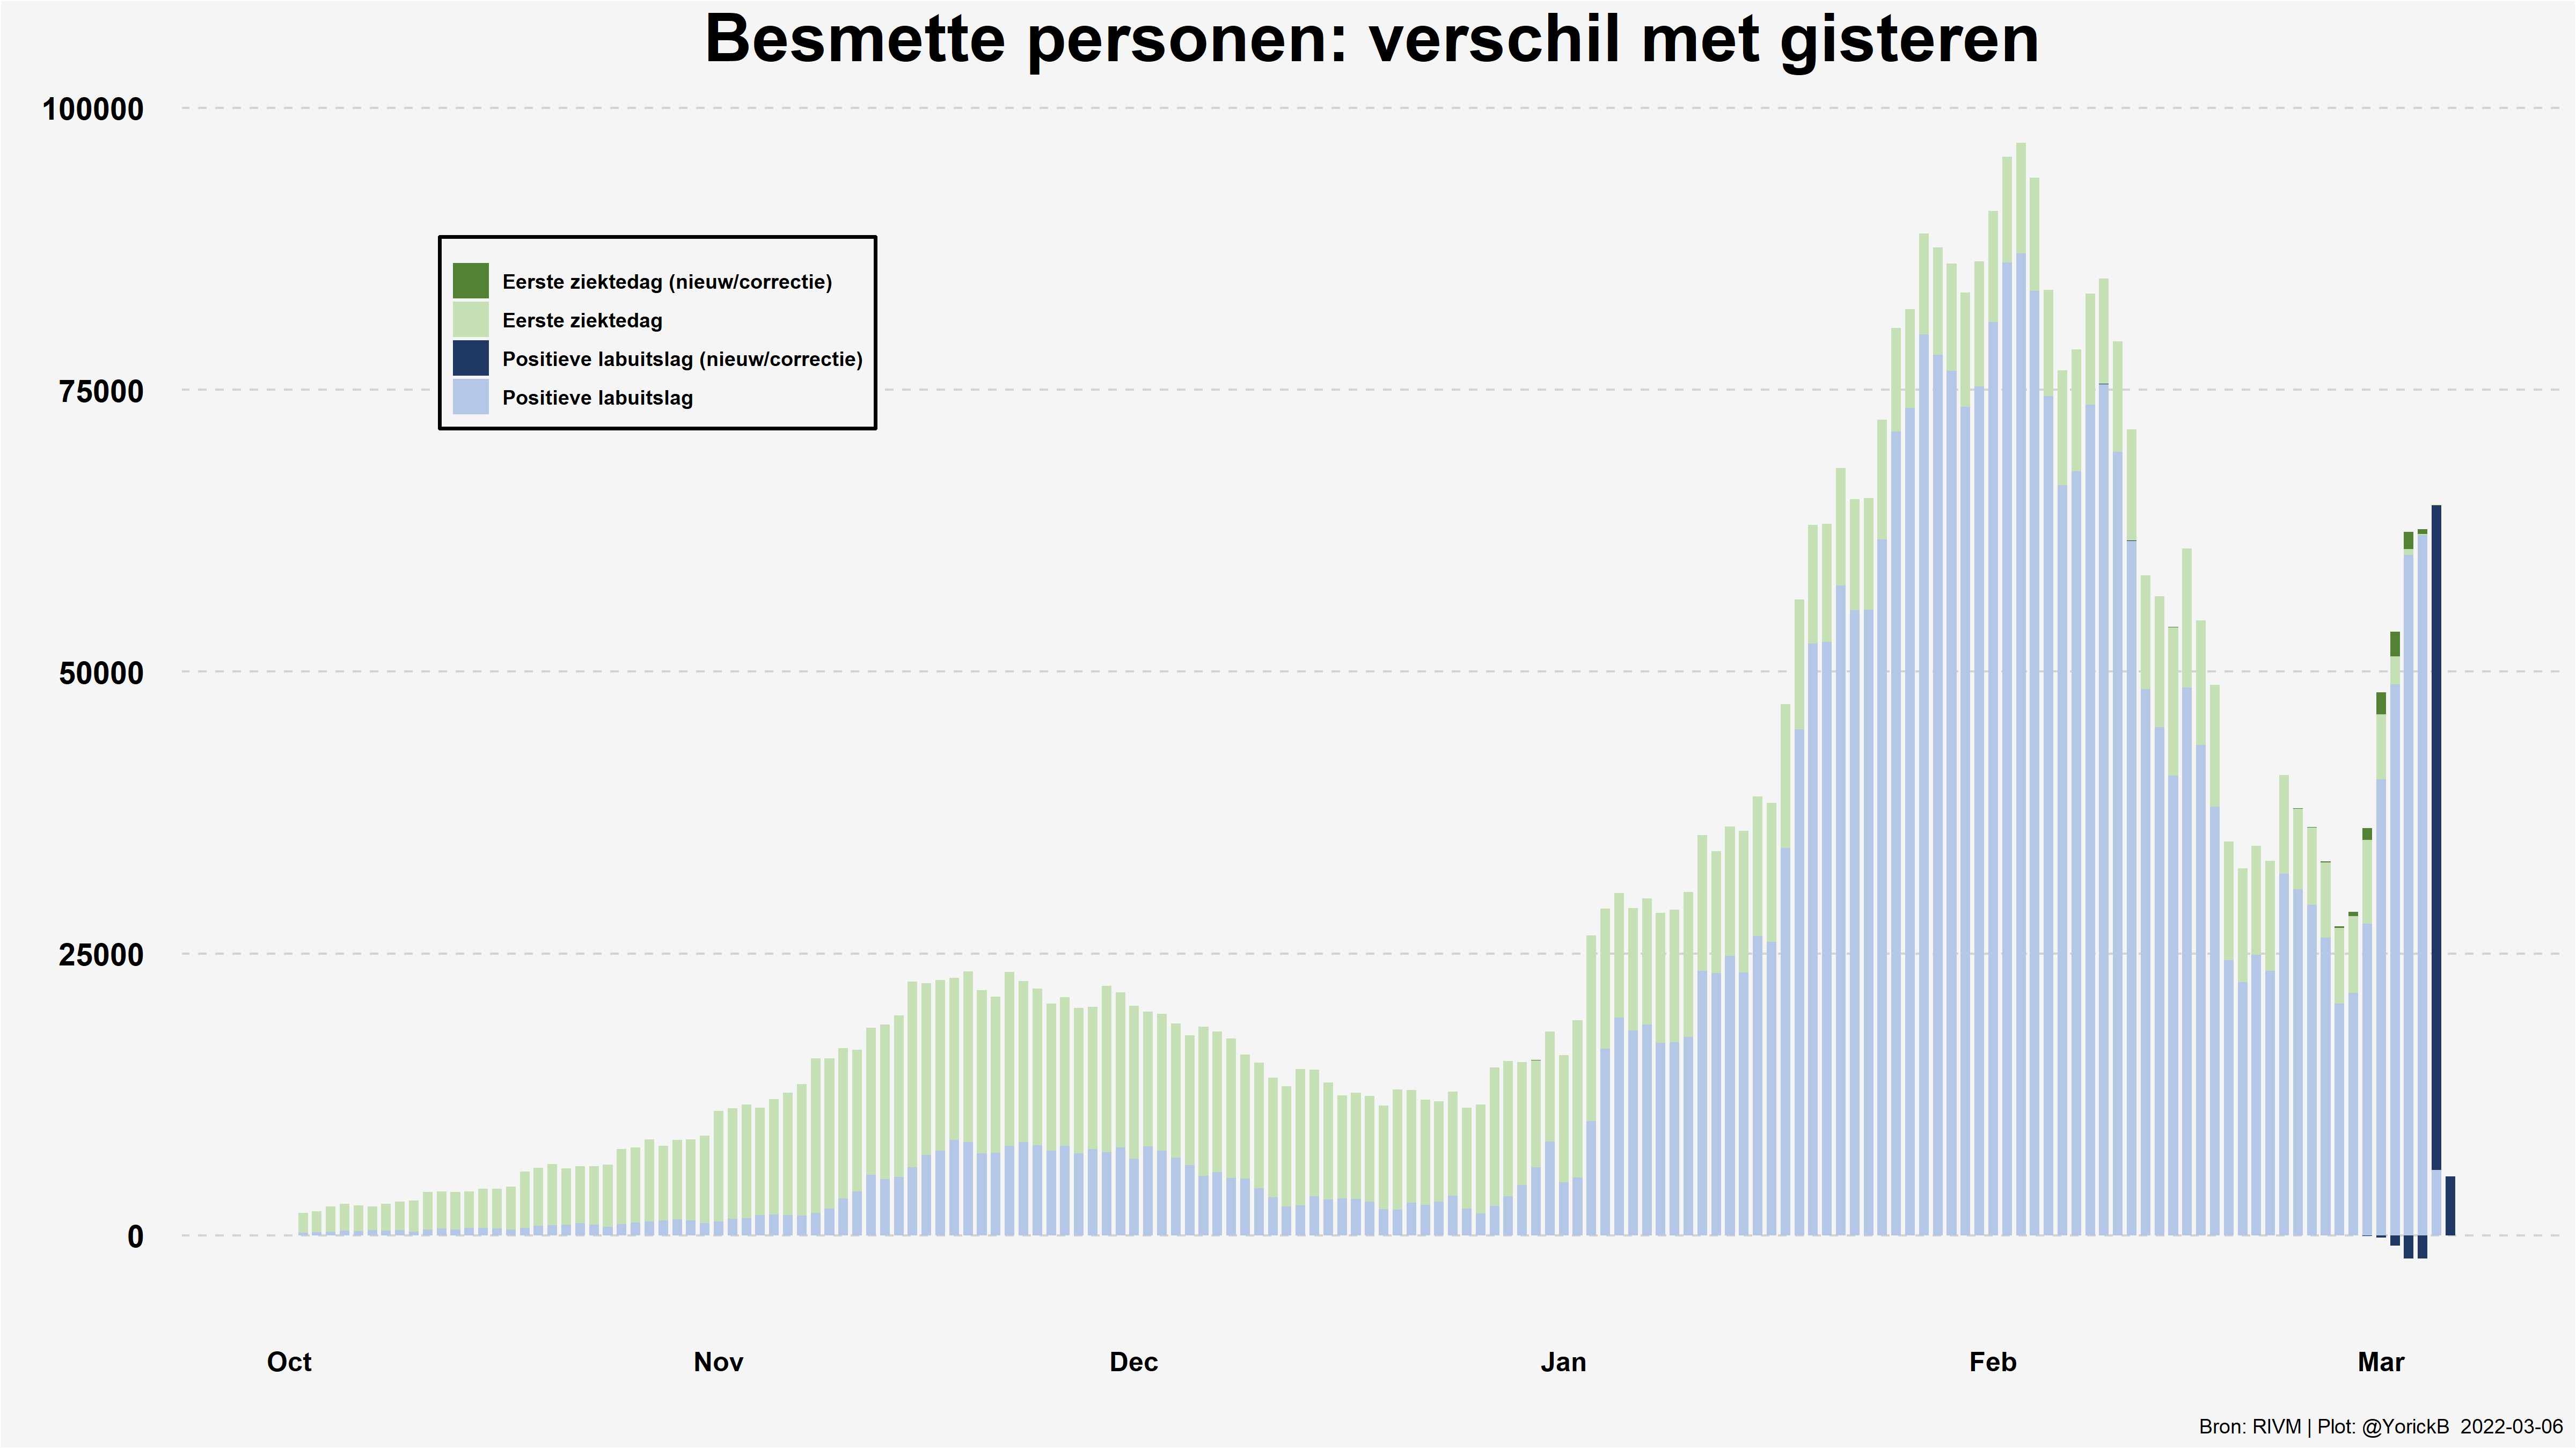 Besmette personen: verschil met gisteren
100000
75000
50000
25000
0
Eerste ziektedag (nieuw/correctie)
Eerste ziektedag
Positieve labuitslag (nieuw/correctie)
Positieve labuitslag
Oct Nov Dec Jan Feb Mar
Bron: RIVM | Plot: @YorickB 2022-03-06